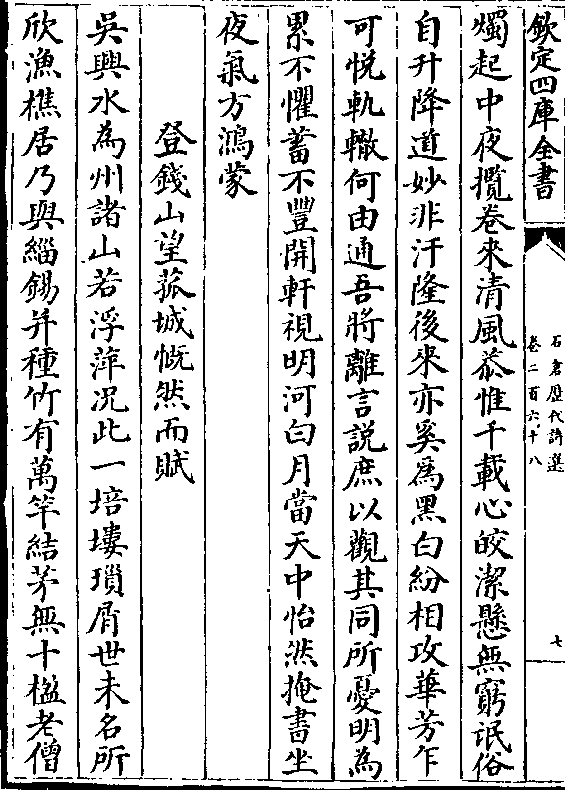 欽定四庫全書
石倉歷代詩選
卷二百六十八
七
燭起中夜攬卷來清風恭惟千載心皎潔懸無窮氓俗
自升降道妙非汙隆後來亦奚為黑白紛相攻華芳乍
可悅軌轍何由通吾將離言說庶以觀其同所憂明為
累不懼蓄不豐開軒視明河白月當天中怡然掩書坐
夜氣方鴻蒙
登錢山望菰城慨然而賦
吳興水為州諸山若浮萍况此一培塿瑣屑世未名所
欣漁樵居乃與緇錫并種竹有萬竿結茅無十楹老僧